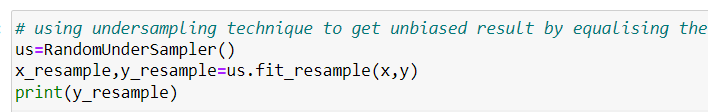 # using undersampling technique to get unbiased result by equalising the
us=RandomUnderSampler()
x_resample,y_resample=us.fit_resample(x,y)
print(y_resample)